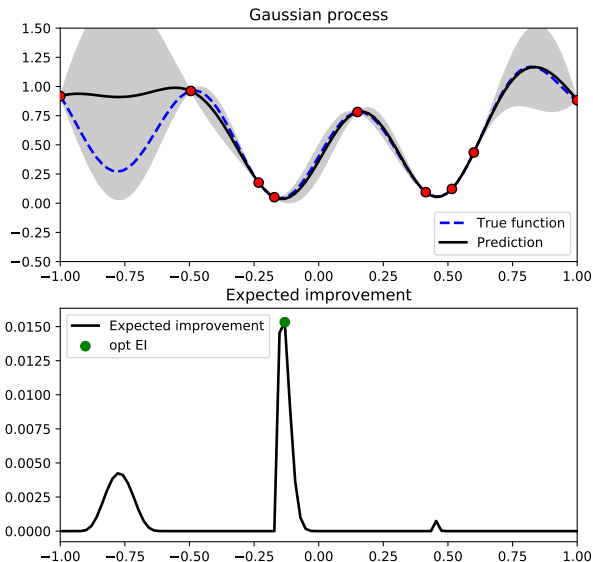 Gaussian process
1.50
1.25
1.00
0.75
0.50
0.25
0.00
−0.25
−0.50
True function
Prediction
−1.00 −0.75 −0.50 −0.25 0.00 0.25 0.50 0.75 1.00
Expected improvement
0.0150
0.0125
0.0100
0.0075
0.0050
0.0025
0.0000
Expected improvement
opt EI
−1.00 −0.75 −0.50 −0.25 0.00 0.25 0.50 0.75 1.00